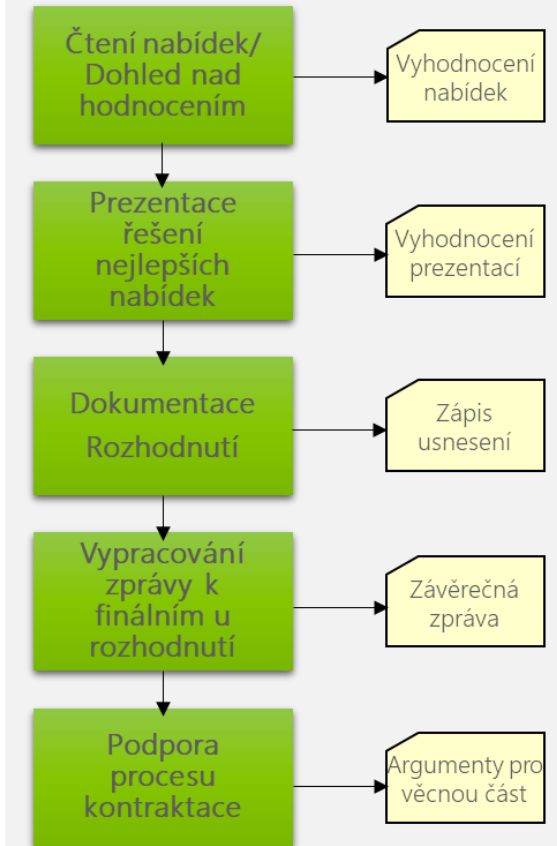 Čtení nabídek/
Dohled nad
hodnocením
Vyhodnocení
nabídek
Prezentace
řešení
nejlepších
nabídek
Vyhodnocení
prezentací
Dokumentace
Rozhodnutí
Zápis
usnesení
Vypracování
zprávy k
finálním u
rozhodnutí
Závěrečná
zpráva
Podpora
procesu
kontraktace
Argumenty pro
věcnou část